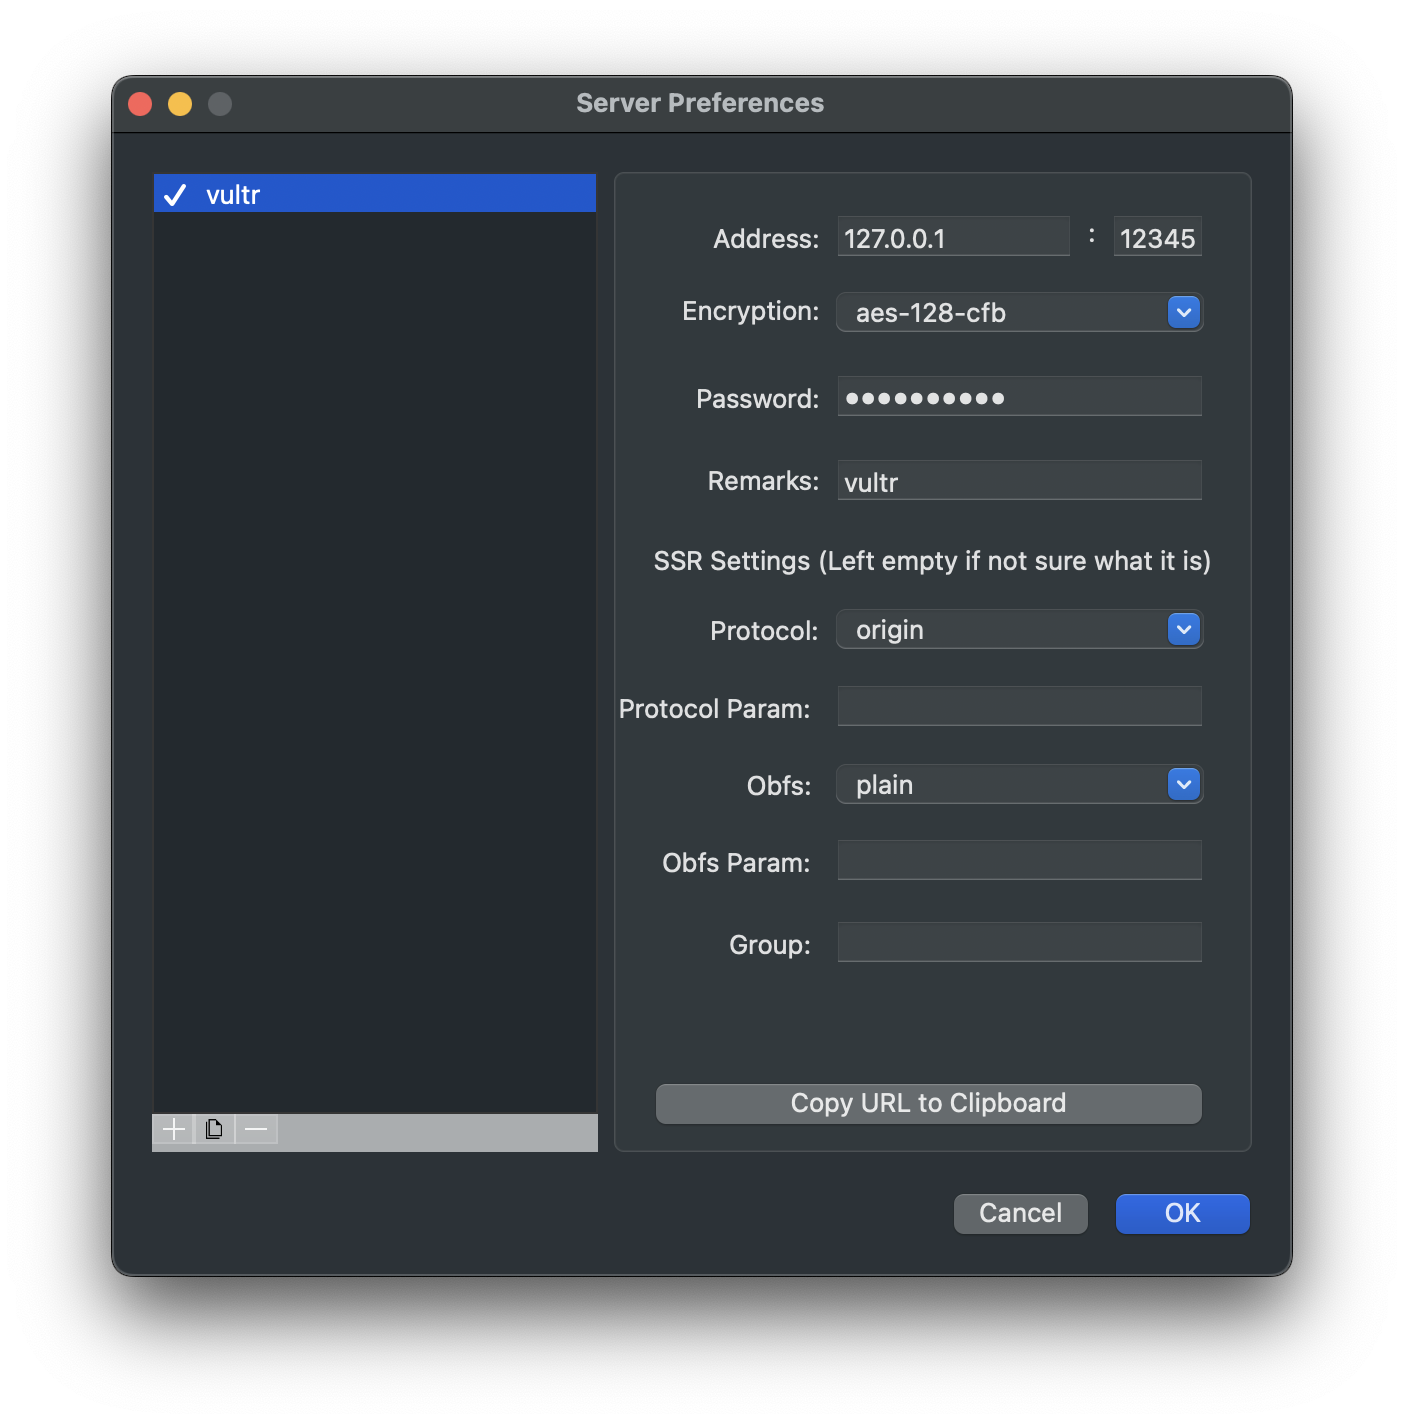 Server Preferences
vultr
Address: 127.0.0.1 : 12345
Encryption: aes-128-cfb
Password: ●●●●●●●●●●
Remarks: vultr
SSR Settings (Left empty if not sure what it is)
Protocol: origin
Protocol Param:
Obfs: plain
Obfs Param:
Group:
Copy URL to Clipboard
Cancel OK